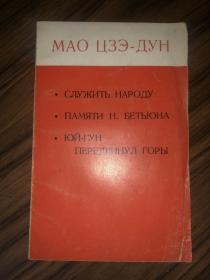 МАО ЦЗЭ-ДУН
• СЛУЖИТЬ НАРОДУ
• ПАМЯТИ Н. БЕТЬЮНА
• ЮЙ-ГУН ПЕРЕДВИНУЛ ГОРЫ